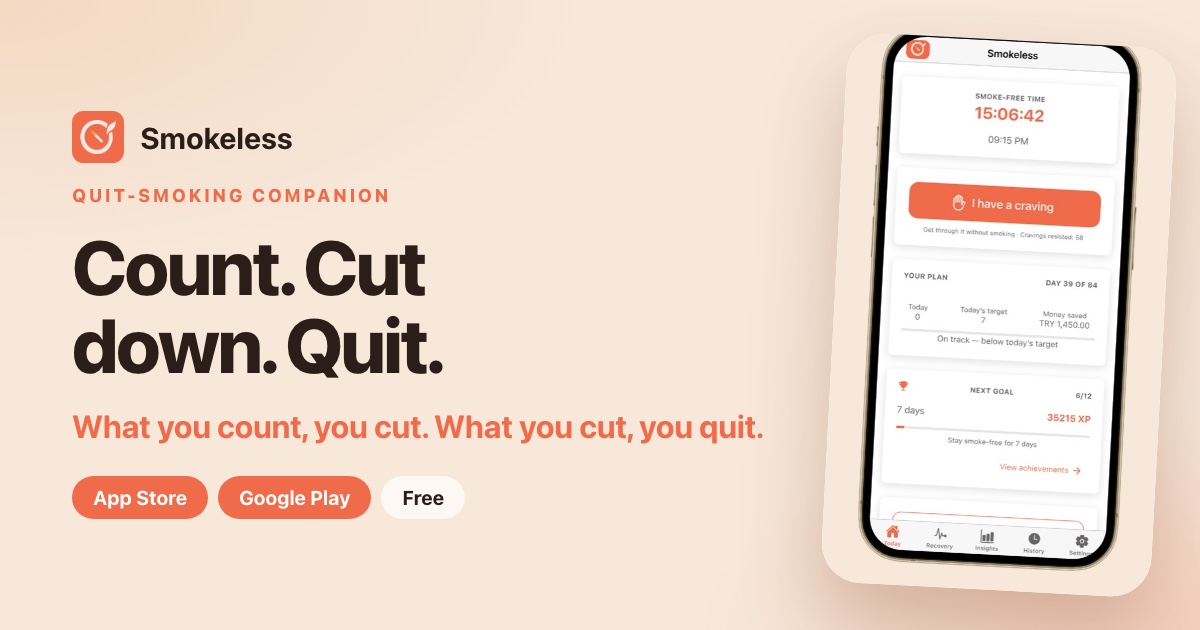 Smokeless
QUIT-SMOKING COMPANION
Count. Cut
down. Quit.
What you count, you cut. What you cut, you quit.
App Store
Google Play
Free
Smokeless
SMOKE-FREE TIME
15:06:42
09:15 PM
I have a craving
Get through it without smoking · Cravings resisted: 58
YOUR PLAN
DAY 39 OF 84
Today
0
Today's target
7
Money saved
TRY 1,450.00
On track — below today's target
NEXT GOAL
6/12
7 days
35215 XP
Stay smoke-free for 7 days
View achievements →
Today
Recovery
Insights
History